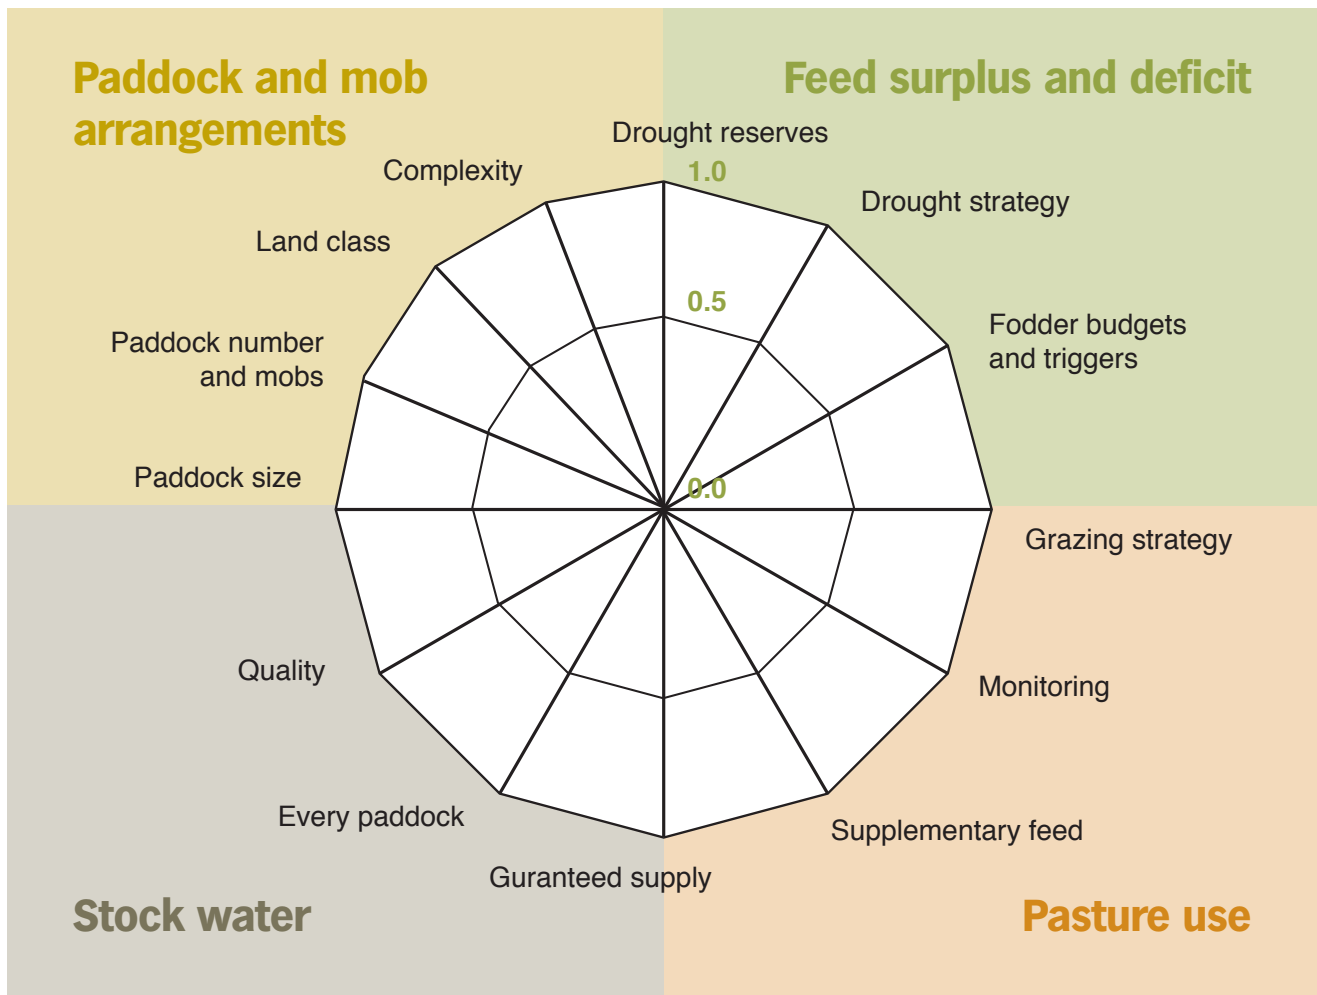 Paddock and mob
arrangements
Feed surplus and deficit
Drought reserves
1.0
Complexity
Drought strategy
Land class
0.5
Fodder budgets
and triggers
Paddock number
and mobs
Paddock size
0.0
Grazing strategy
Quality
Monitoring
Every paddock
Supplementary feed
Guranteed supply
Stock water
Pasture use